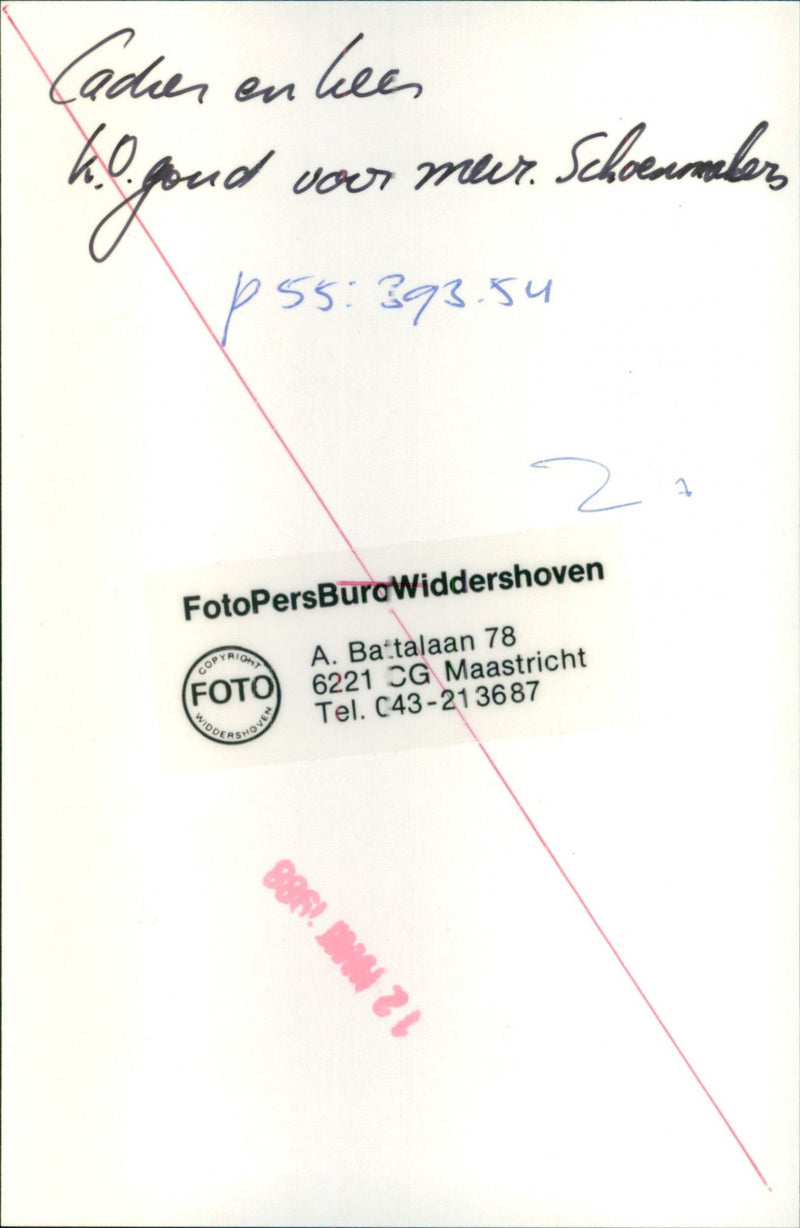 Cadier en Keer
K.O. goud voor mevr. Schoenmakers
p 55: 393.54
2
FotoPersBuroWiddershoven
COPYRIGHT
FOTO
WIDDERSHOVEN
A. Battalaan 78
6221 CG Maastricht
Tel. 043-213687
12 MAART 1988